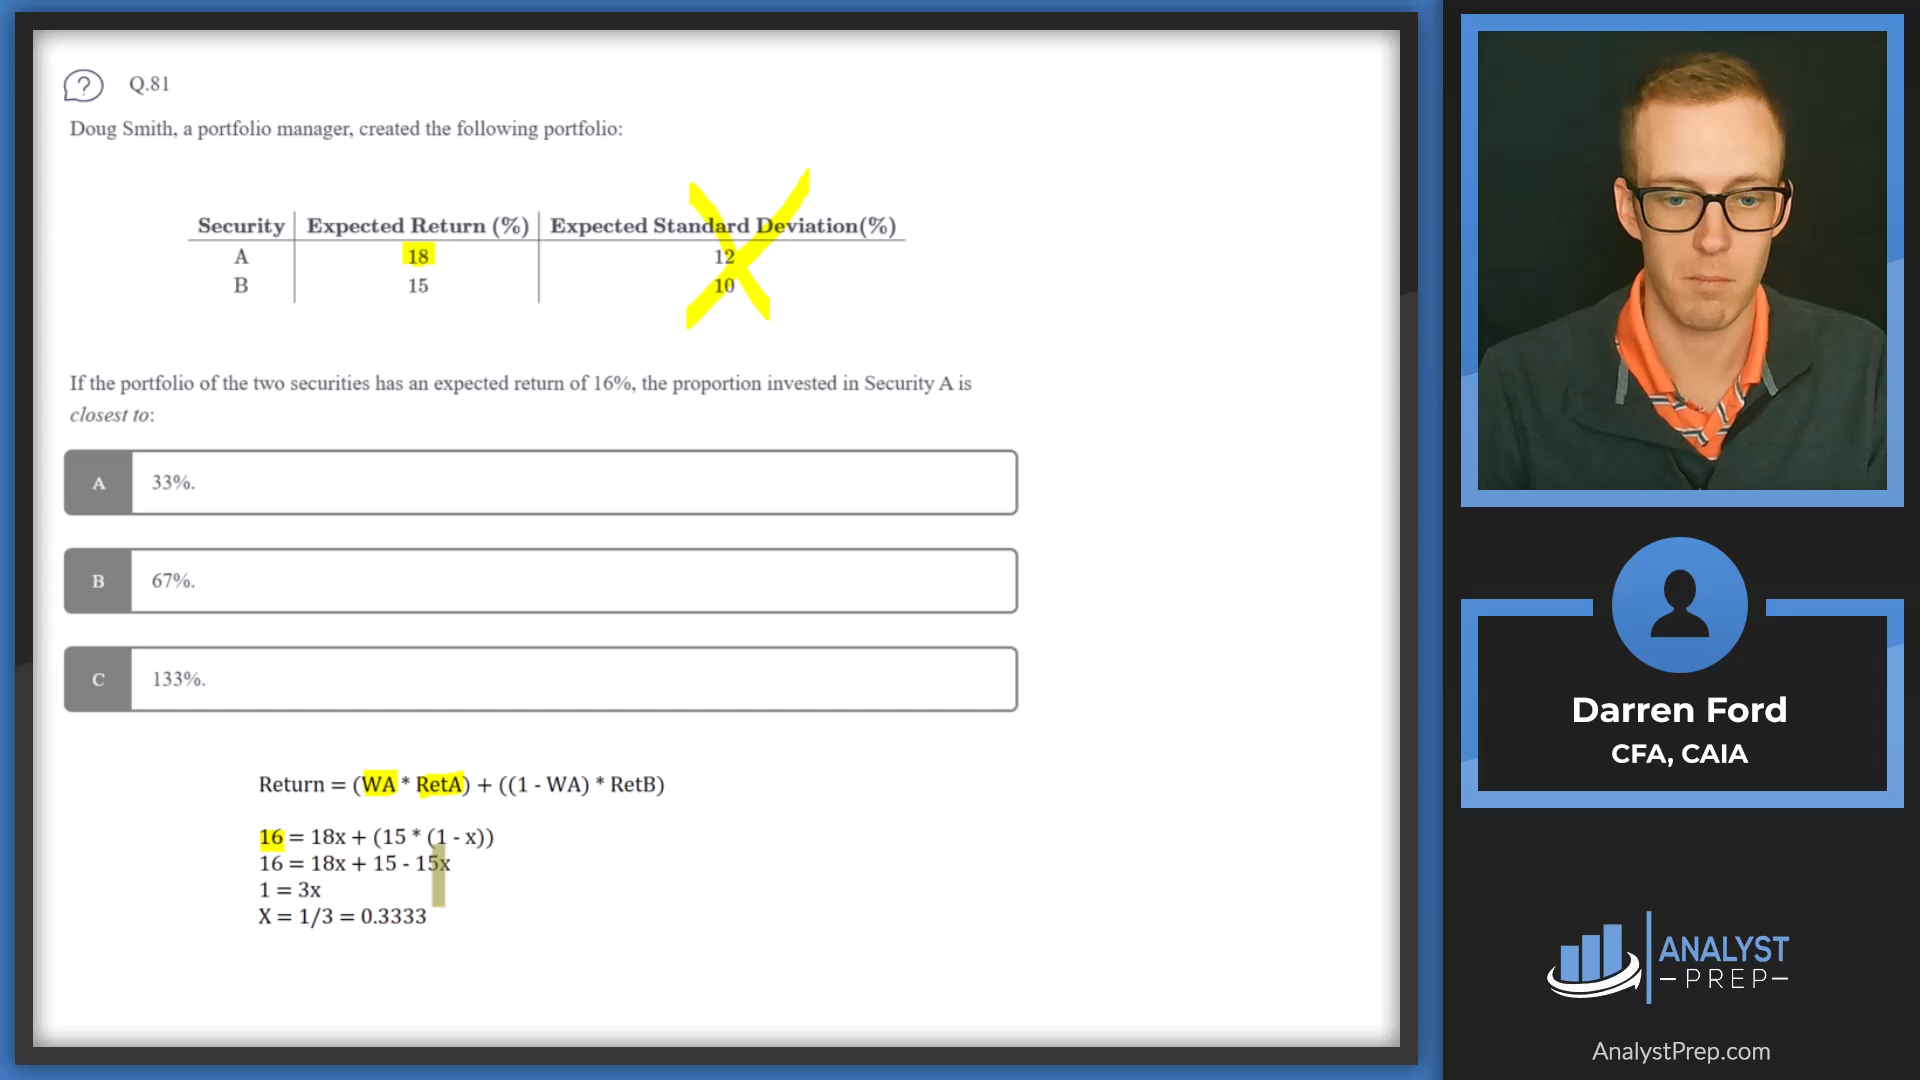 ?
Q.81
Doug Smith, a portfolio manager, created the following portfolio:
Security Expected Return (%) Expected Standard Deviation(%)
A 18 12
B 15 10
If the portfolio of the two securities has an expected return of 16%, the proportion invested in Security A is
closest to:
A 33%.
B 67%.
C 133%.
Return = (WA * RetA) + ((1 - WA) * RetB)
16 = 18x + (15 * (1 - x))
16 = 18x + 15 - 15x
1 = 3x
X = 1/3 = 0.3333
Darren Ford
CFA, CAIA
ANALYST
PREP
AnalystPrep.com